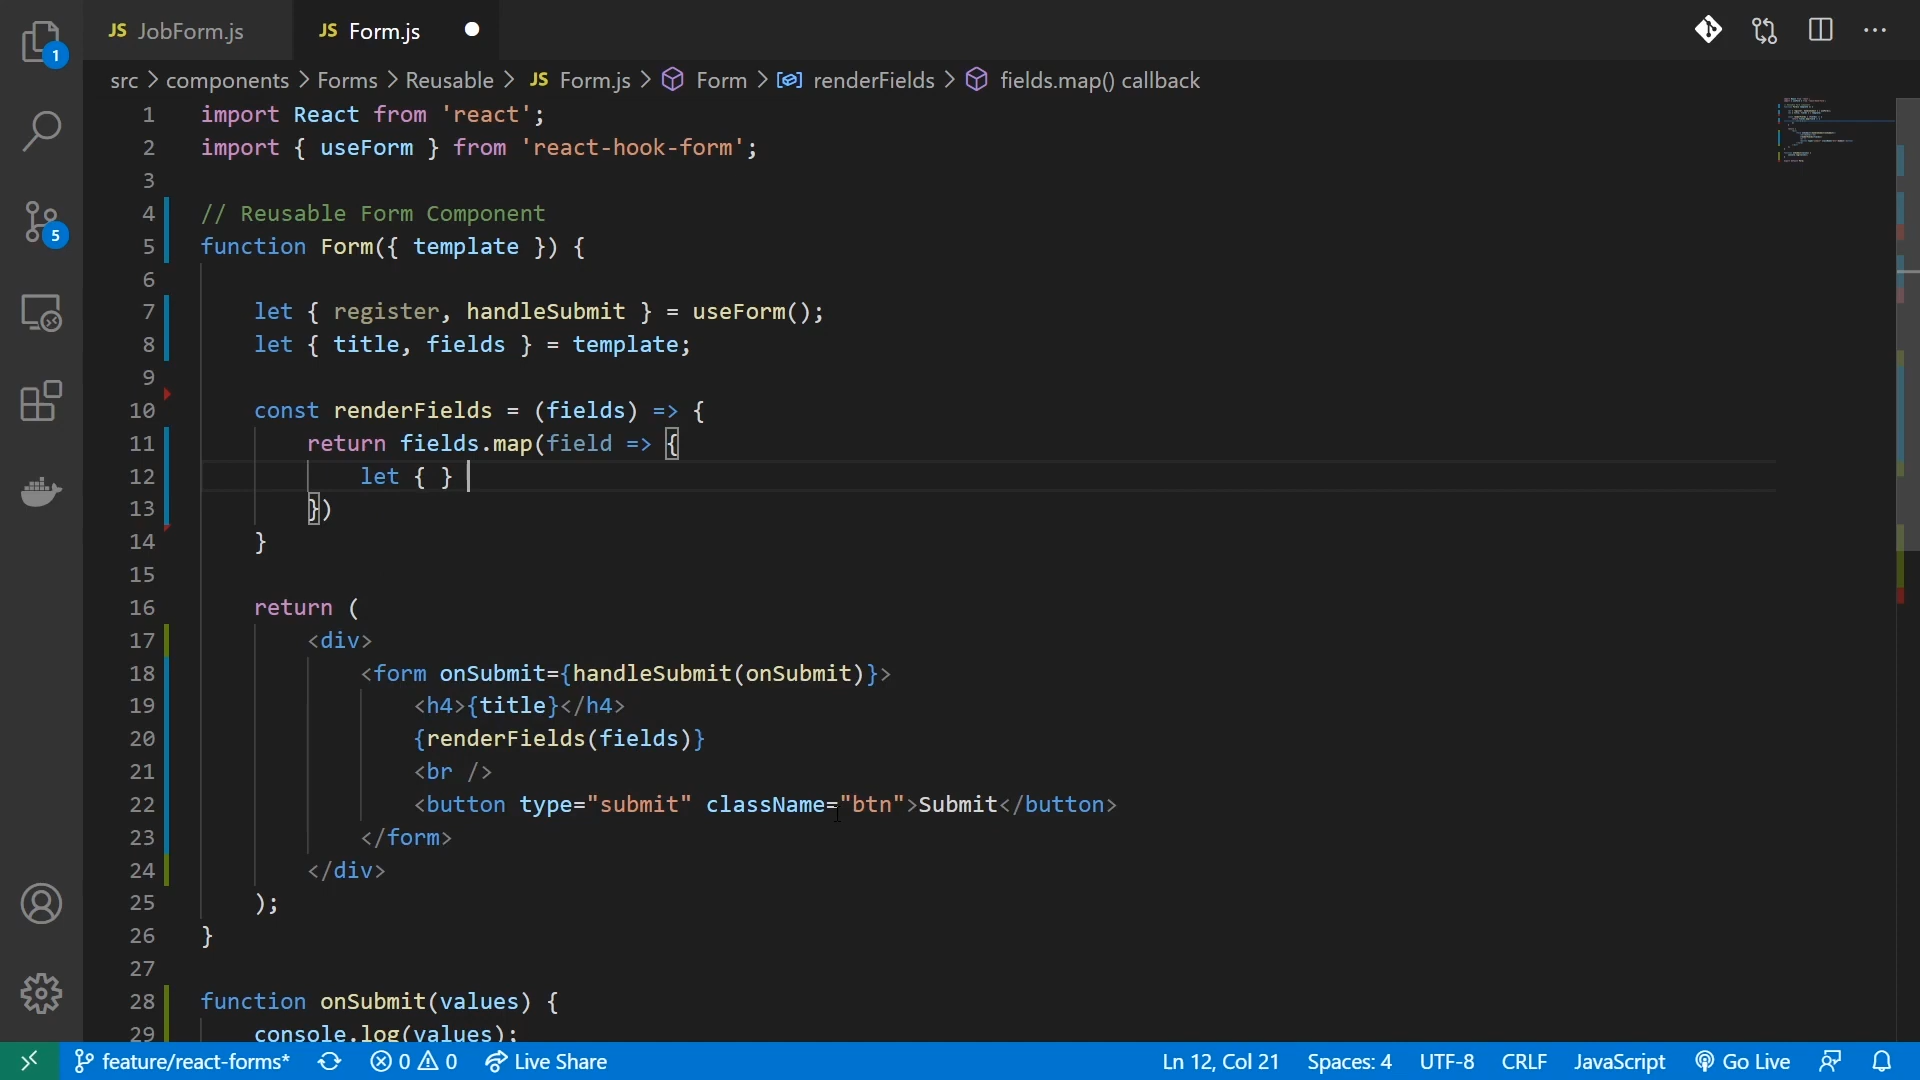 1
JS JobForm.js
JS Form.js
src > components > Forms > Reusable > JS Form.js > Form > renderFields > fields.map() callback
1 import React from 'react';
2 import { useForm } from 'react-hook-form';
3
4 // Reusable Form Component
5 function Form({ template }) {
6
7 let { register, handleSubmit } = useForm();
8 let { title, fields } = template;
9
10 const renderFields = (fields) => {
11 return fields.map(field => {
12 let { }
13 })
14 }
15
16 return (
17 <div>
18 <form onSubmit={handleSubmit(onSubmit)}>
19 <h4>{title}</h4>
20 {renderFields(fields)}
21 <br />
22 <button type="submit" className="btn">Submit</button>
23 </form>
24 </div>
25 );
26 }
27
28 function onSubmit(values) {
29 console.log(values);
5
feature/react-forms* 0 0 Live Share Ln 12, Col 21 Spaces: 4 UTF-8 CRLF JavaScript Go Live